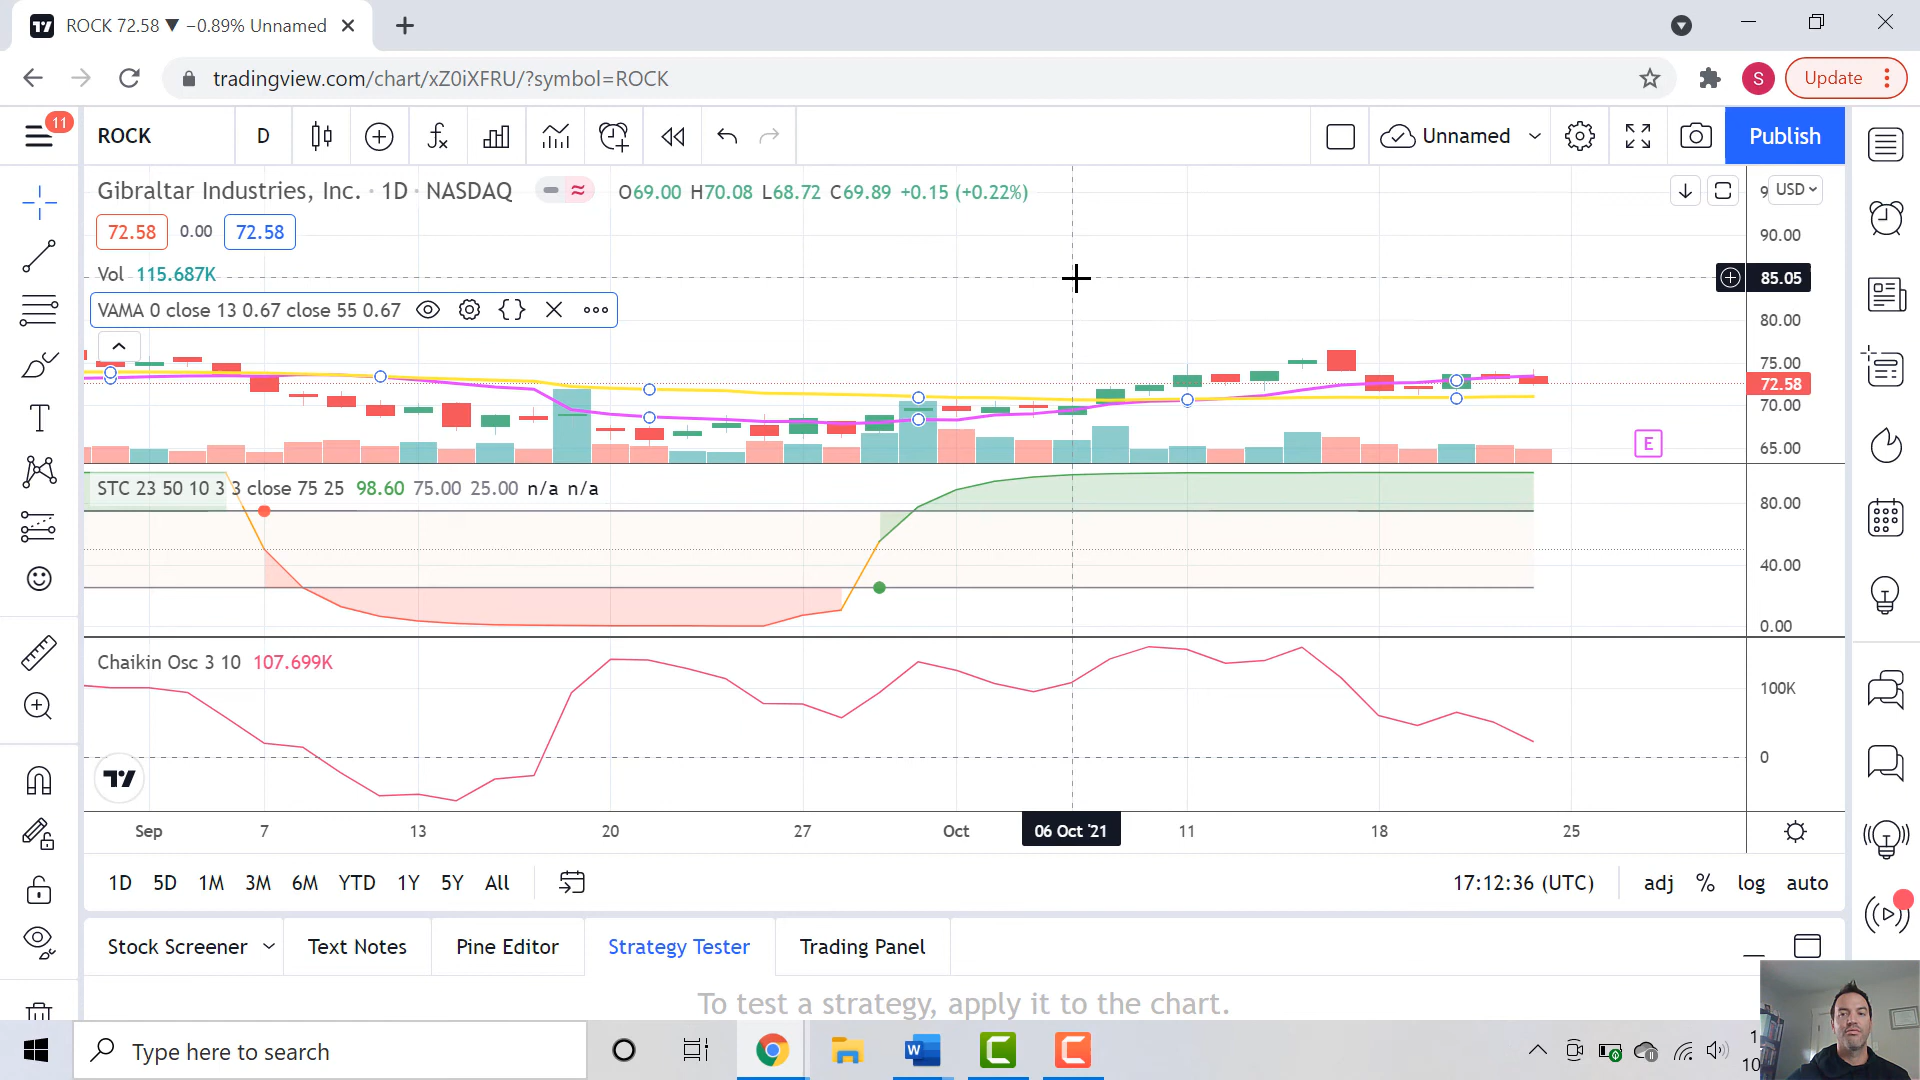 ROCK 72.58 ▼ −0.89% Unnamed
tradingview.com/chart/xZ0iXFRU/?symbol=ROCK
S
Update
11
ROCK
D
Unnamed
Publish
Gibraltar Industries, Inc. · 1D · NASDAQ
O69.00 H70.08 L68.72 C69.89 +0.15 (+0.22%)
USD
72.58 0.00 72.58
90.00
Vol 115.687K
85.05
VAMA 0 close 13 0.67 close 55 0.67
80.00
75.00
72.58
70.00
E
65.00
STC 23 50 10 3 3 close 75 25 98.60 75.00 25.00 n/a n/a
80.00
40.00
0.00
Chaikin Osc 3 10 107.699K
100K
0
Sep 7 13 20 27 Oct 06 Oct '21 11 18 25
1D 5D 1M 3M 6M YTD 1Y 5Y All
17:12:36 (UTC) adj % log auto
Stock Screener Text Notes Pine Editor Strategy Tester Trading Panel
To test a strategy, apply it to the chart.
Type here to search